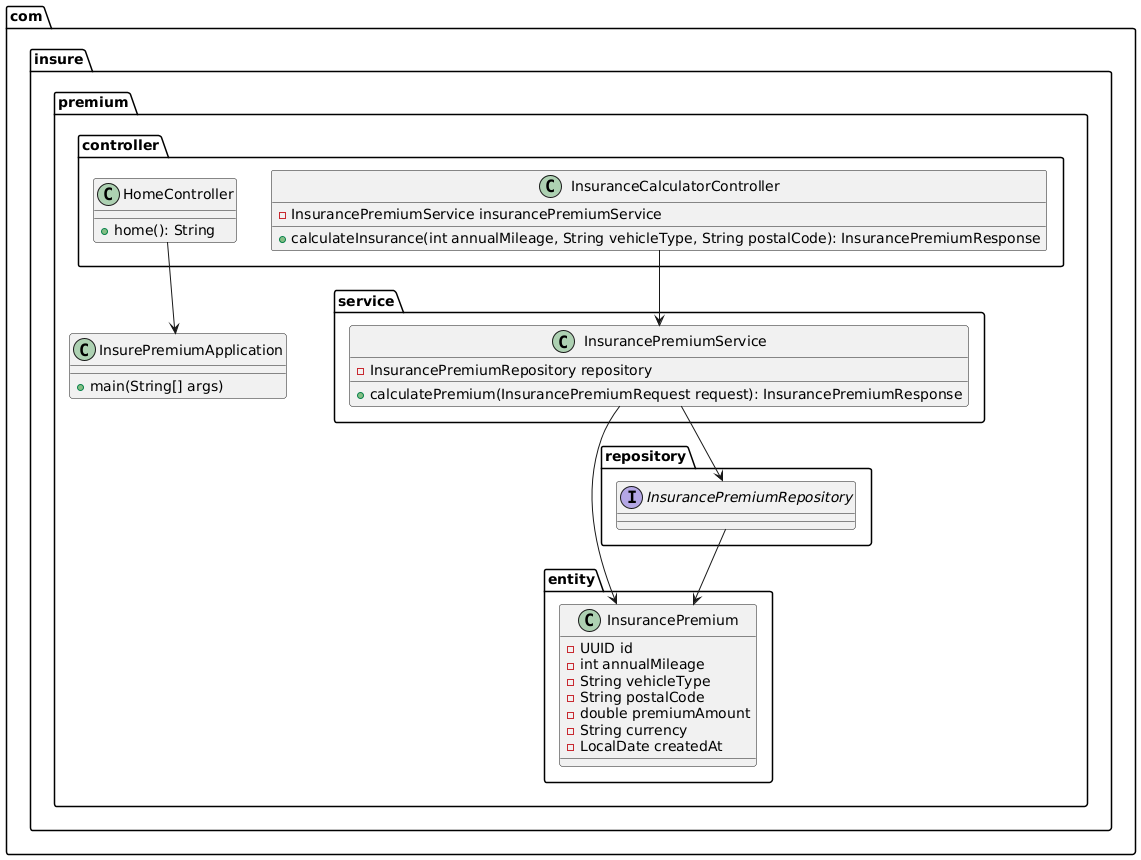 com
insure
premium
controller
C HomeController
home(): String
C InsuranceCalculatorController
InsurancePremiumService insurancePremiumService
calculateInsurance(int annualMileage, String vehicleType, String postalCode): InsurancePremiumResponse
service
C InsurancePremiumService
InsurancePremiumRepository repository
calculatePremium(InsurancePremiumRequest request): InsurancePremiumResponse
C InsurePremiumApplication
main(String[] args)
repository
I InsurancePremiumRepository
entity
C InsurancePremium
UUID id
int annualMileage
String vehicleType
String postalCode
double premiumAmount
String currency
LocalDate createdAt